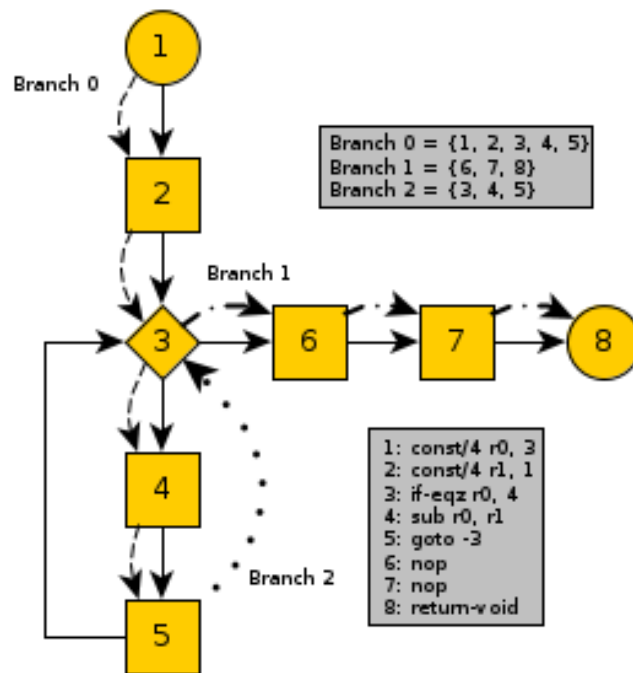 1
Branch 0
Branch 0 = {1, 2, 3, 4, 5}
Branch 1 = {6, 7, 8}
Branch 2 = {3, 4, 5}
2
Branch 1
3
6
7
8
4
1: const/4 r0, 3
2: const/4 r1, 1
3: if-eqz r0, 4
4: sub r0, r1
5: goto -3
6: nop
7: nop
8: return-void
Branch 2
5